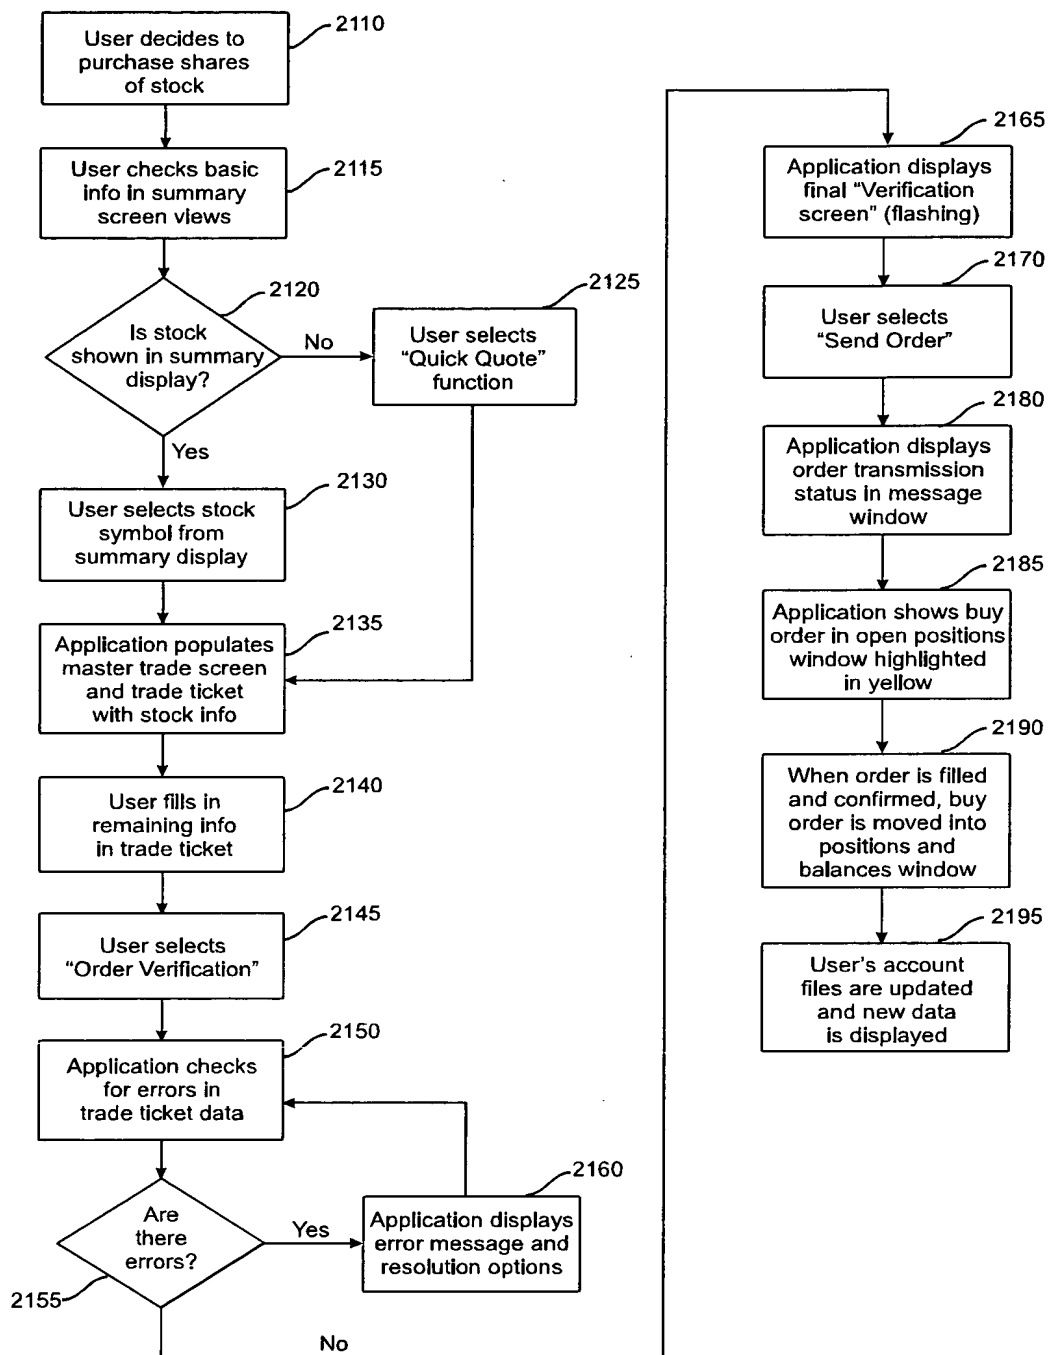 2110
User decides to
purchase shares
of stock
2115
User checks basic
info in summary
screen views
2120
Is stock
shown in summary
display?
No
2125
User selects
“Quick Quote”
function
Yes
2130
User selects stock
symbol from
summary display
2135
Application populates
master trade screen
and trade ticket
with stock info
2140
User fills in
remaining info
in trade ticket
2145
User selects
“Order Verification”
2150
Application checks
for errors in
trade ticket data
2155
Are
there
errors?
Yes
2160
Application displays
error message and
resolution options
No
2165
Application displays
final “Verification
screen” (flashing)
2170
User selects
“Send Order”
2180
Application displays
order transmission
status in message
window
2185
Application shows buy
order in open positions
window highlighted
in yellow
2190
When order is filled
and confirmed, buy
order is moved into
positions and
balances window
2195
User’s account
files are updated
and new data
is displayed